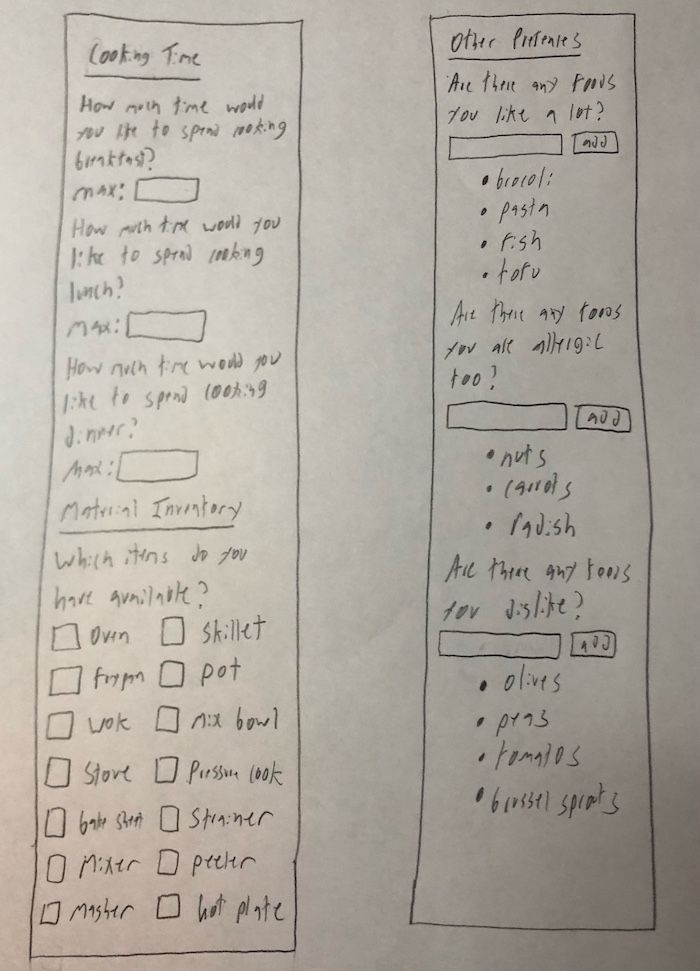 Cooking Time
How much time would
you like to spend cooking
breakfast?
max:
How much time would you
like to spend cooking
lunch?
max:
How much time would you
like to spend cooking
dinner?
Max:
Material Inventory
Which items do you
have available?
Oven
Skillet
Frypan
pot
Wok
Mix bowl
Stove
Pressure cook
bake sheet
Strainer
Mixer
peeler
Masher
hot plate
Other
Are there any foods
you like a lot?
add
• brocoli
• pasta
• fish
• tofu
Are there any foods
you are allergic
too?
add
• nuts
• carrots
• radish
Are there any foods
you dislike?
add
• olives
• peas
• tomatos
• brussel sprouts